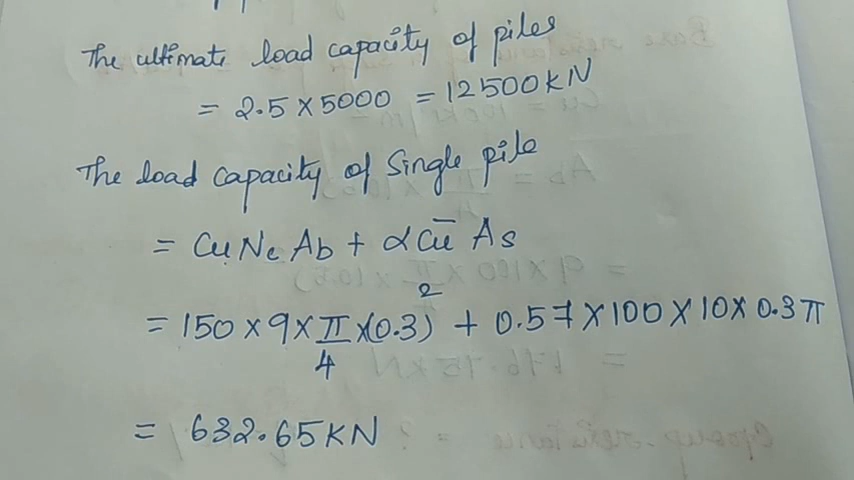 The ultimate load capacity of piles
= 2.5 × 5000 = 12500 KN
The load capacity of Single pile
= Cu Nc Ab + α C̄u As
= 150 × 9 × π/4 × (0.3)² + 0.57 × 100 × 10 × 0.3 π
= 632.65 KN